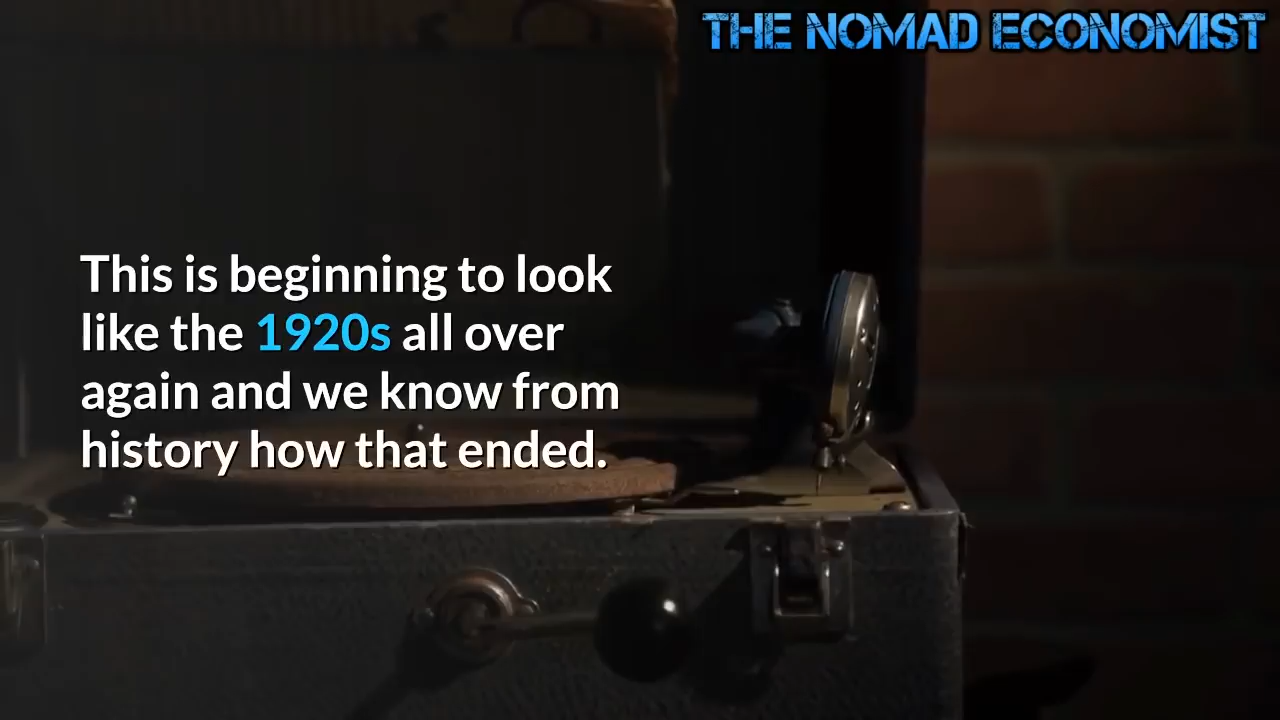 THE NOMAD ECONOMIST
This is beginning to look
like the 1920s all over
again and we know from
history how that ended.